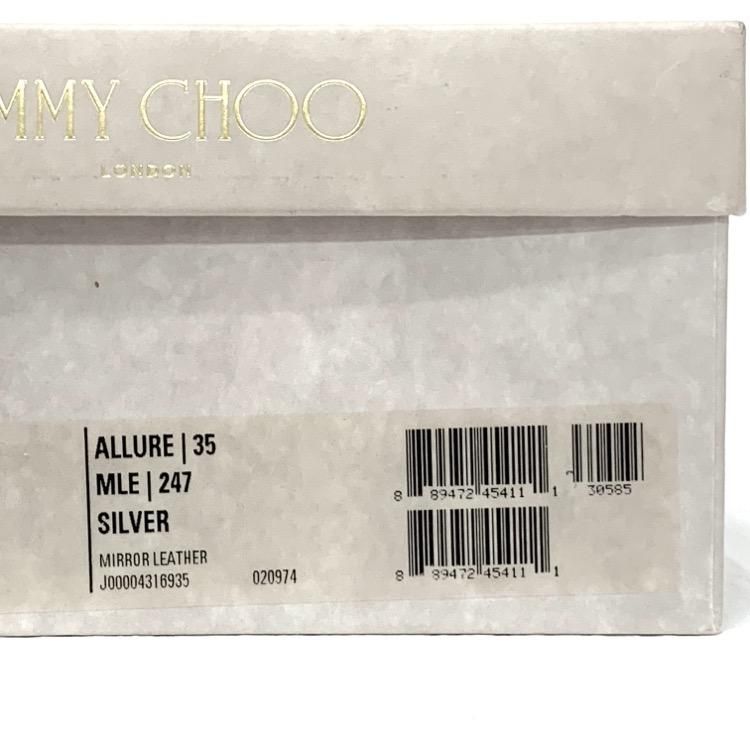 MMY CHOO
LONDON
ALLURE | 35
MLE | 247
SILVER
MIRROR LEATHER
J00004316935 020974
8 89472 45411 1
2
30585
8 89472 45411 1